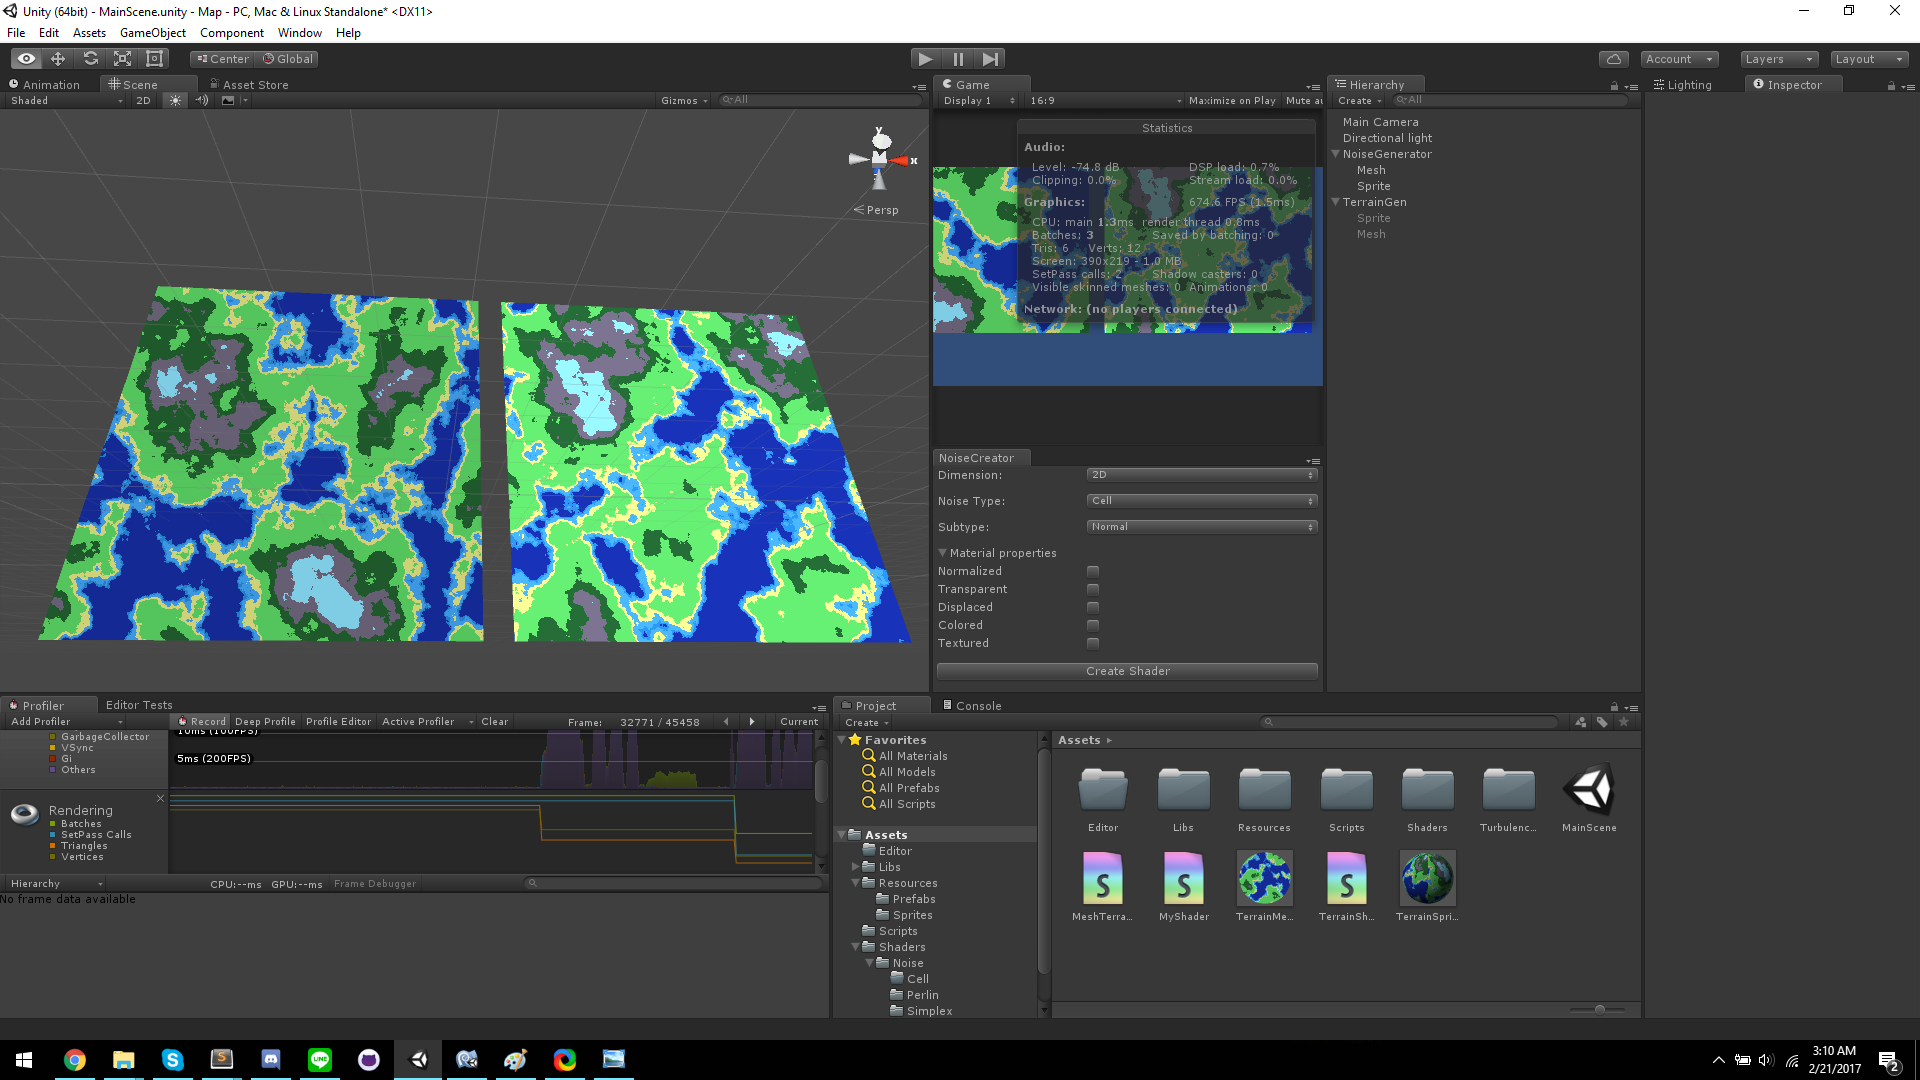 Unity (64bit) - MainScene.unity - Map - PC, Mac & Linux Standalone* <DX11>
File Edit Assets GameObject Component Window Help
Center Global Account Layers Layout
Animation Scene Asset Store
Shaded 2D Gizmos All
y
x
Persp
Game
Display 1 16:9 Maximize on Play Mute au
Statistics
Audio:
Level: -74.8 dB DSP load: 0.7%
Clipping: 0.0% Stream load: 0.0%
Graphics: 674.6 FPS (1.5ms)
CPU: main 1.3ms render thread 0.8ms
Batches: 3 Saved by batching: 0
Tris: 6 Verts: 12
Screen: 390x219 - 1.0 MB
SetPass calls: 2 Shadow casters: 0
Visible skinned meshes: 0 Animations: 0
Network: (no players connected)
Hierarchy
Create All
Main Camera
Directional light
NoiseGenerator
Mesh
Sprite
TerrainGen
Sprite
Mesh
Lighting Inspector
NoiseCreator
Dimension: 2D
Noise Type: Cell
Subtype: Normal
Material properties
Normalized
Transparent
Displaced
Colored
Textured
Create Shader
Profiler Editor Tests
Add Profiler Record Deep Profile Profile Editor Active Profiler Clear Frame: 32771 / 45458 Current
GarbageCollector
VSync
Gi
Others
10ms (100FPS)
5ms (200FPS)
Rendering
Batches
SetPass Calls
Triangles
Vertices
Hierarchy CPU:--ms GPU:--ms Frame Debugger
No frame data available
Project Console
Create
Favorites
All Materials
All Models
All Prefabs
All Scripts
Assets
Editor
Libs
Resources
Prefabs
Sprites
Scripts
Shaders
Noise
Cell
Perlin
Simplex
Assets
Editor Libs Resources Scripts Shaders Turbulenc... MainScene
MeshTerra... MyShader TerrainMe... TerrainSh... TerrainSpri...
3:10 AM
2/21/2017
2